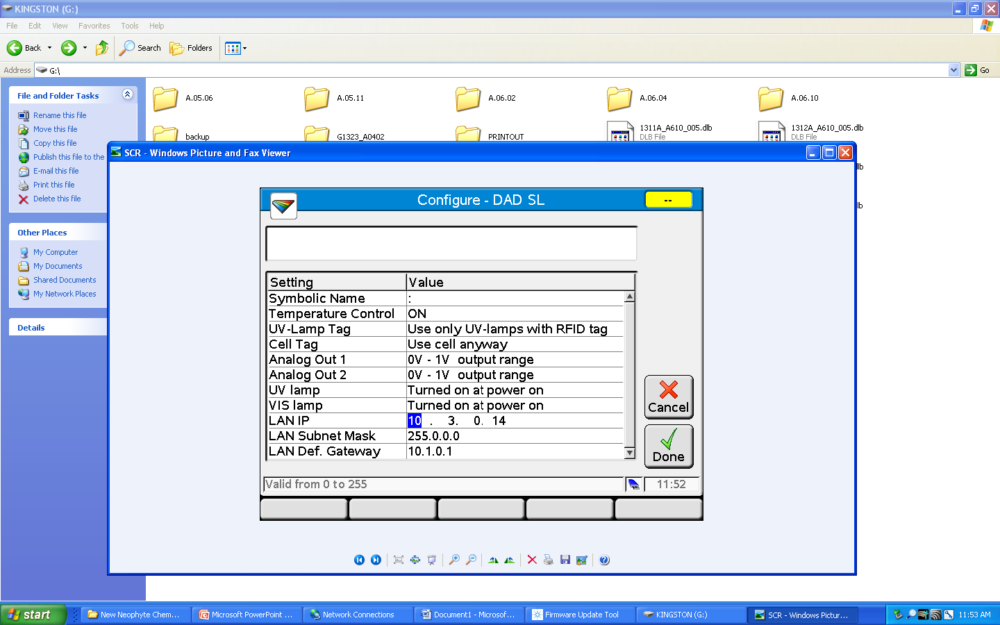 KINGSTON (G:)
File Edit View Favorites Tools Help
Back Search Folders
Address G:\ Go
File and Folder Tasks
Rename this file
Move this file
Copy this file
Publish this file to the
E-mail this file
Print this file
Delete this file
Other Places
My Computer
My Documents
Shared Documents
My Network Places
Details
A.05.06 A.05.11 A.06.02 A.06.04 A.06.10
backup G1323_A0402 PRINTOUT 1311A_A610_005.dlb 1312A_A610_005.dlb
DLB File DLB File
dlb
lb
SCR - Windows Picture and Fax Viewer
Configure - DAD SL --
Setting Value
Symbolic Name :
Temperature Control ON
UV-Lamp Tag Use only UV-lamps with RFID tag
Cell Tag Use cell anyway
Analog Out 1 0V - 1V output range
Analog Out 2 0V - 1V output range
UV lamp Turned on at power on
VIS lamp Turned on at power on
LAN IP 10 . 3. 0. 14
LAN Subnet Mask 255.0.0.0
LAN Def. Gateway 10.1.0.1
Cancel
Done
Valid from 0 to 255 11:52
start New Neophyte Chem... Microsoft PowerPoint ... Network Connections Document1 - Microsof... Firmware Update Tool KINGSTON (G:) SCR - Windows Pictur... 11:53 AM